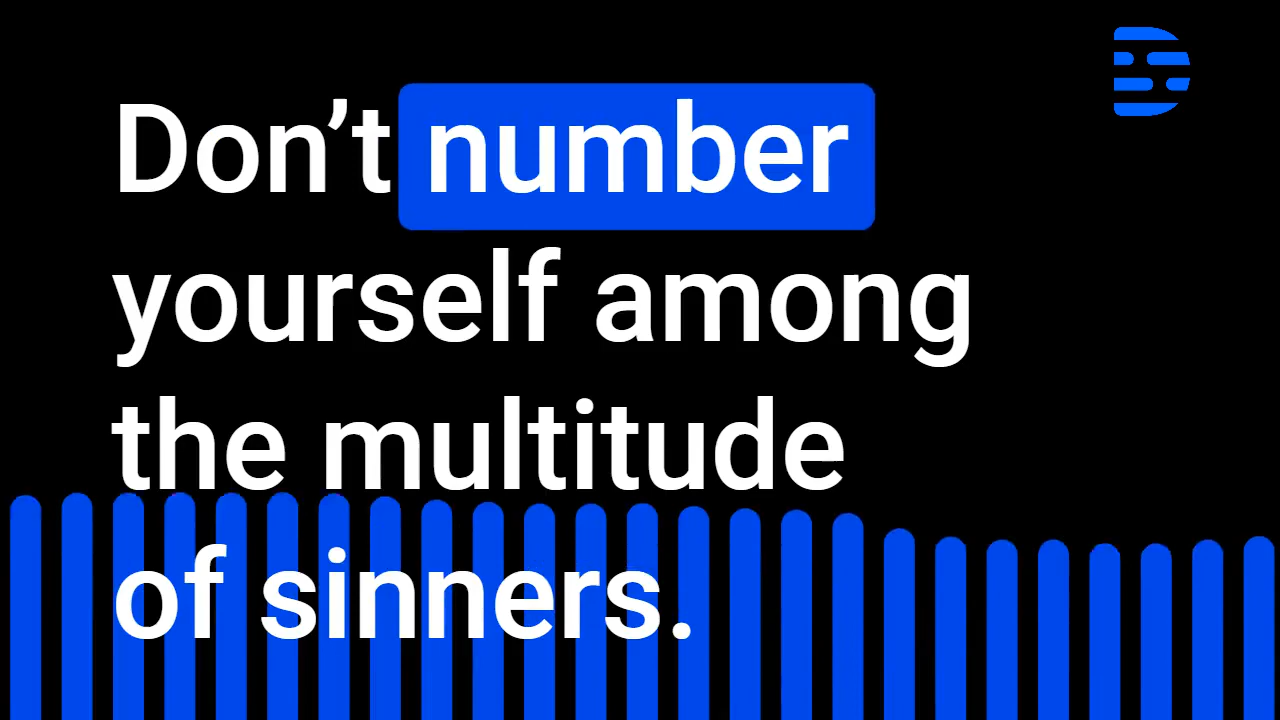 Don’t number
yourself among
the multitude
of sinners.